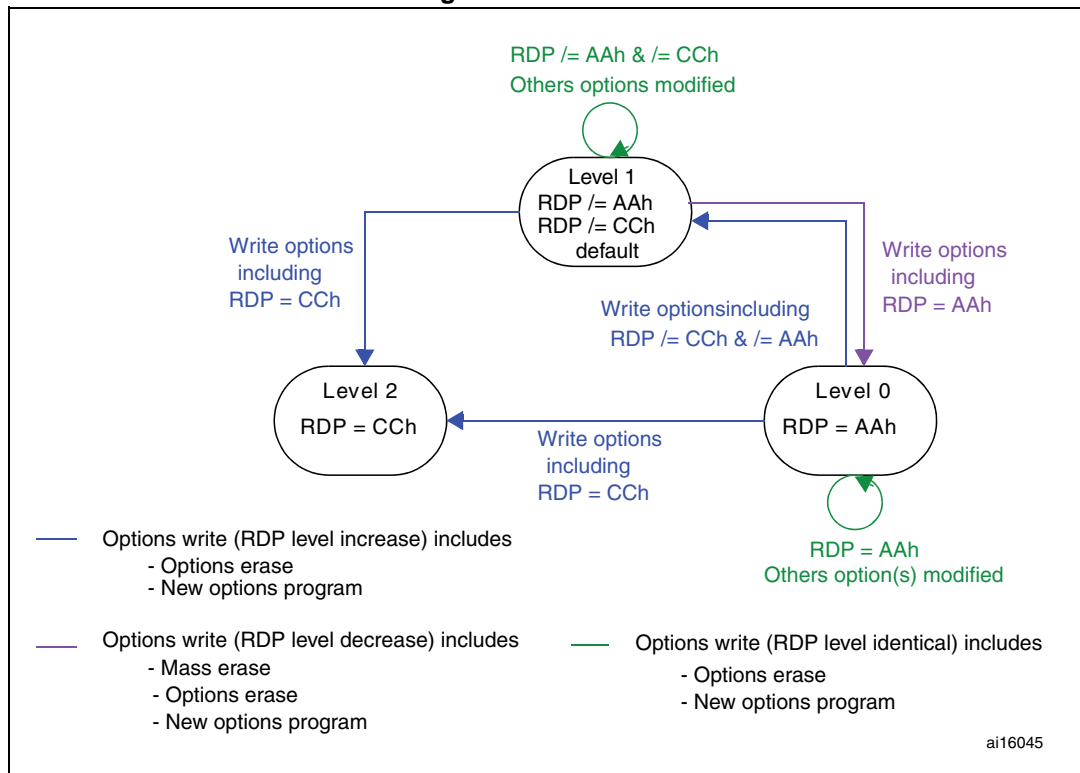 RDP /= AAh & /= CCh
Others options modified
Level 1
RDP /= AAh
RDP /= CCh
default
Write options
including
RDP = CCh
Write options
including
RDP = AAh
Write optionsincluding
RDP /= CCh & /= AAh
Level 2
RDP = CCh
Level 0
RDP = AAh
Write options
including
RDP = CCh
RDP = AAh
Others option(s) modified
Options write (RDP level increase) includes
- Options erase
- New options program
Options write (RDP level decrease) includes
- Mass erase
- Options erase
- New options program
Options write (RDP level identical) includes
- Options erase
- New options program
ai16045